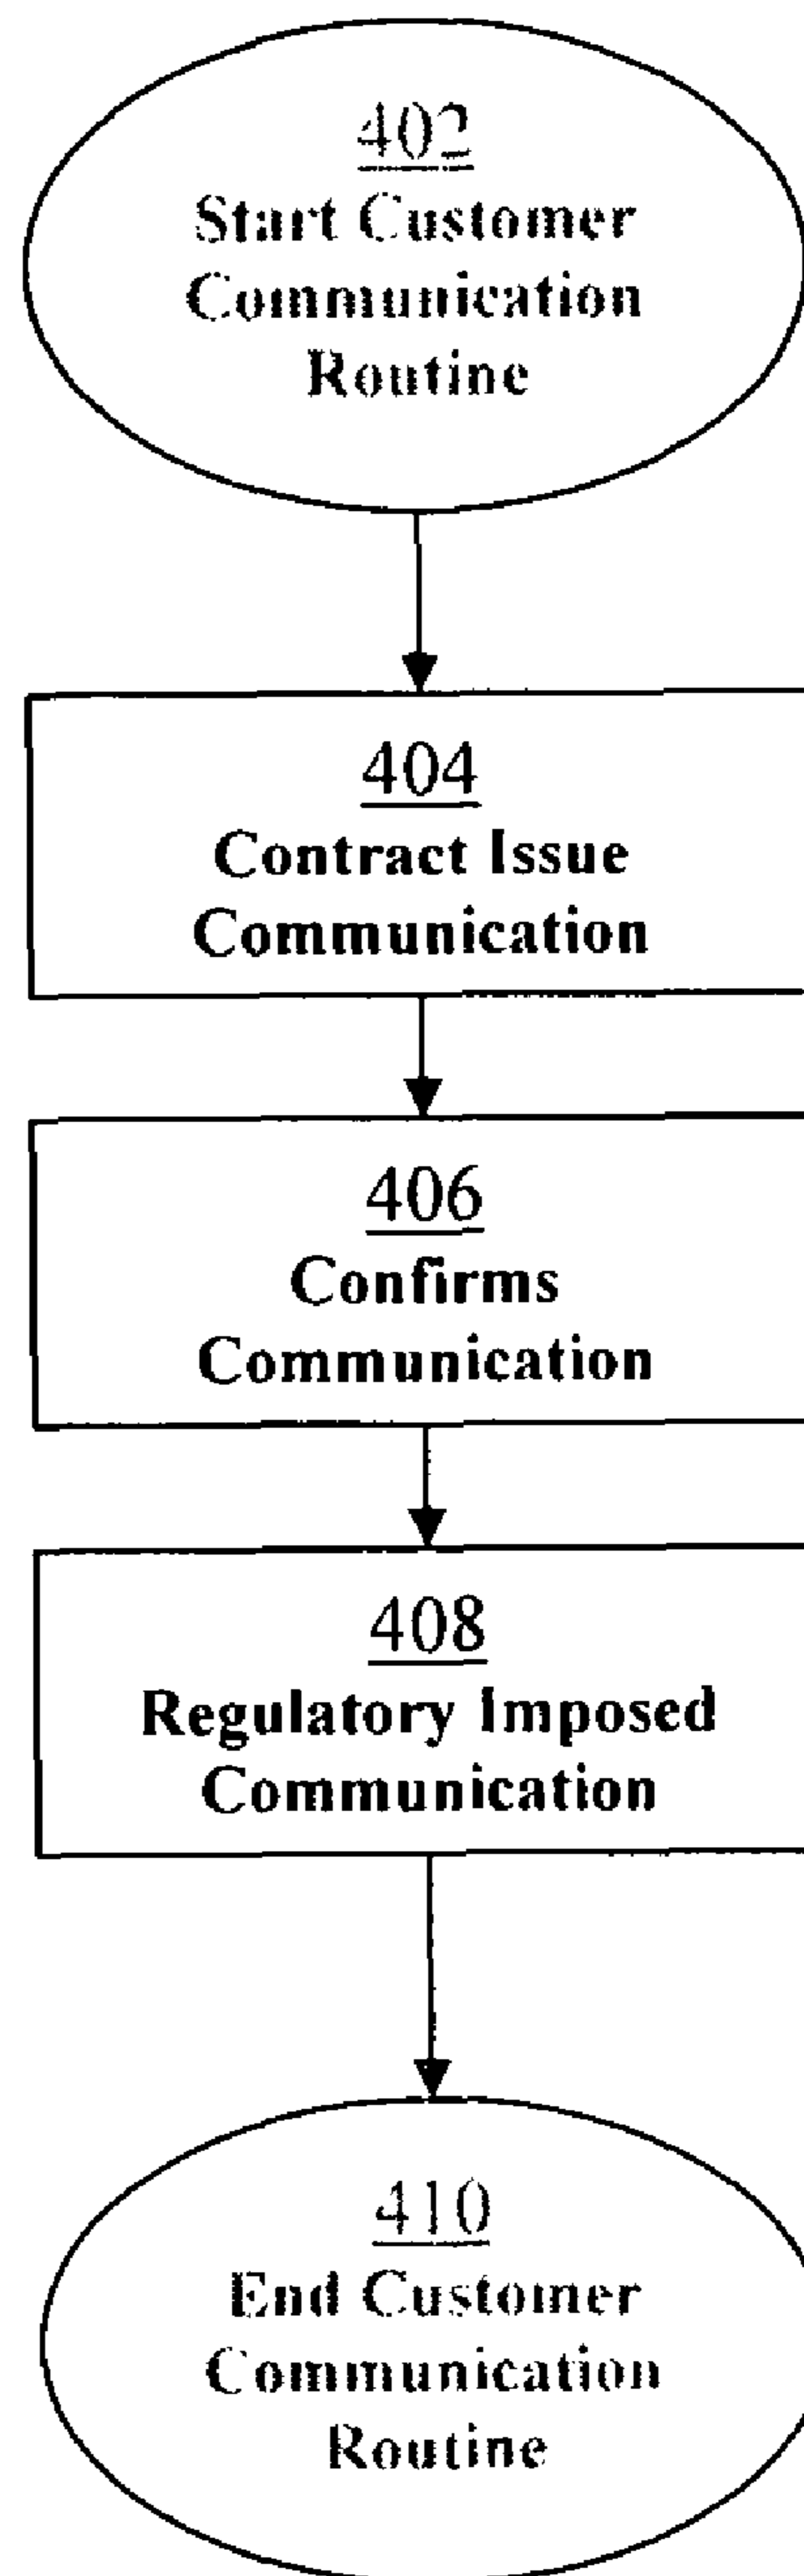 402
Start Customer
Communication
Routine
404
Contract Issue
Communication
406
Confirms
Communication
408
Regulatory Imposed
Communication
410
End Customer
Communication
Routine